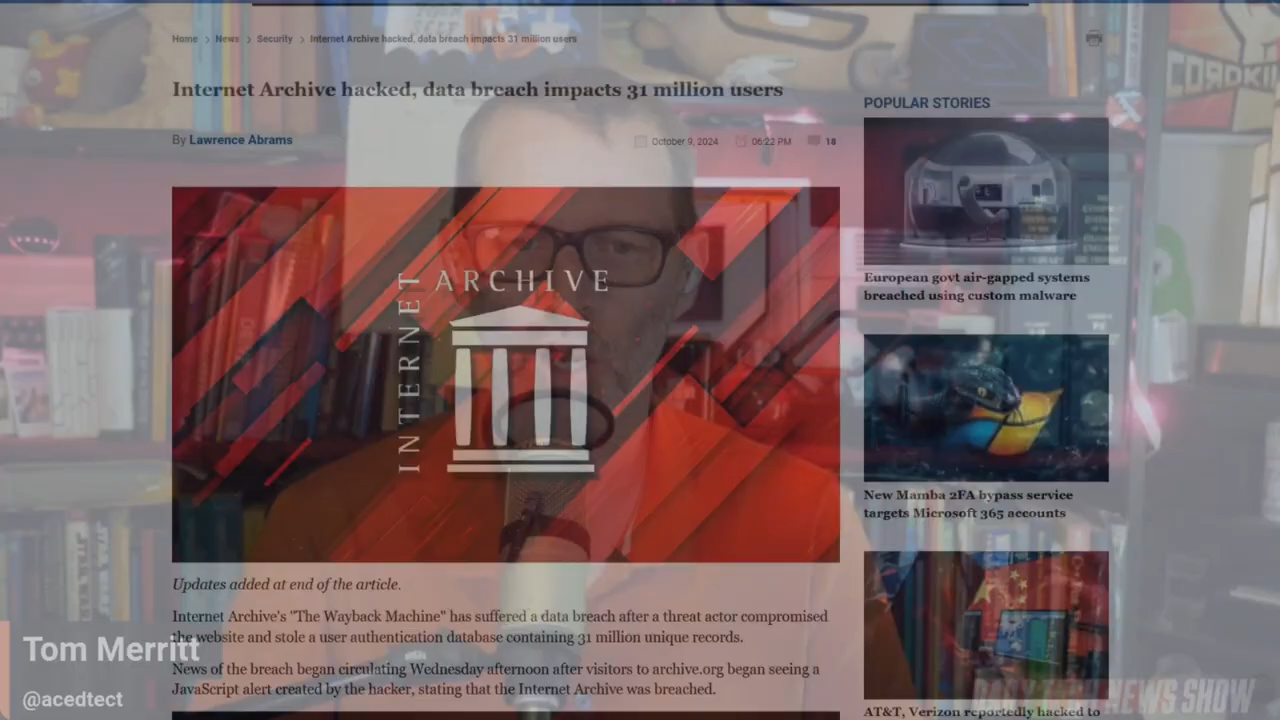 Home > News > Security > Internet Archive hacked, data breach impacts 31 million users
Internet Archive hacked, data breach impacts 31 million users
By Lawrence Abrams
October 9, 2024
06:22 PM
18
INTERNET
ARCHIVE
Updates added at end of the article.
Internet Archive's "The Wayback Machine" has suffered a data breach after a threat actor compromised
the website and stole a user authentication database containing 31 million unique records.
News of the breach began circulating Wednesday afternoon after visitors to archive.org began seeing a
JavaScript alert created by the hacker, stating that the Internet Archive was breached.
POPULAR STORIES
European govt air-gapped systems
breached using custom malware
New Mamba 2FA bypass service
targets Microsoft 365 accounts
AT&T, Verizon reportedly hacked to
Tom Merritt
@acedtect
DAILY TECH NEWS SHOW